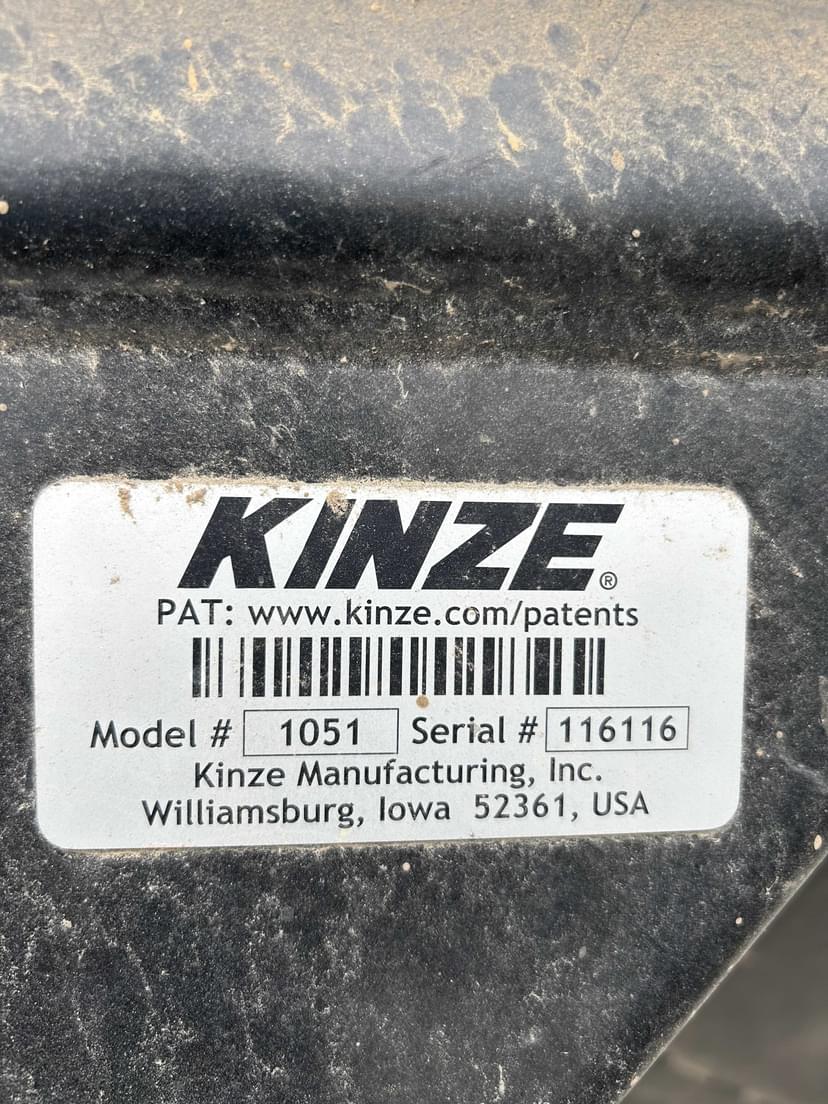 KINZE®
PAT: www.kinze.com/patents
Model # 1051 Serial # 116116
Kinze Manufacturing, Inc.
Williamsburg, Iowa 52361, USA